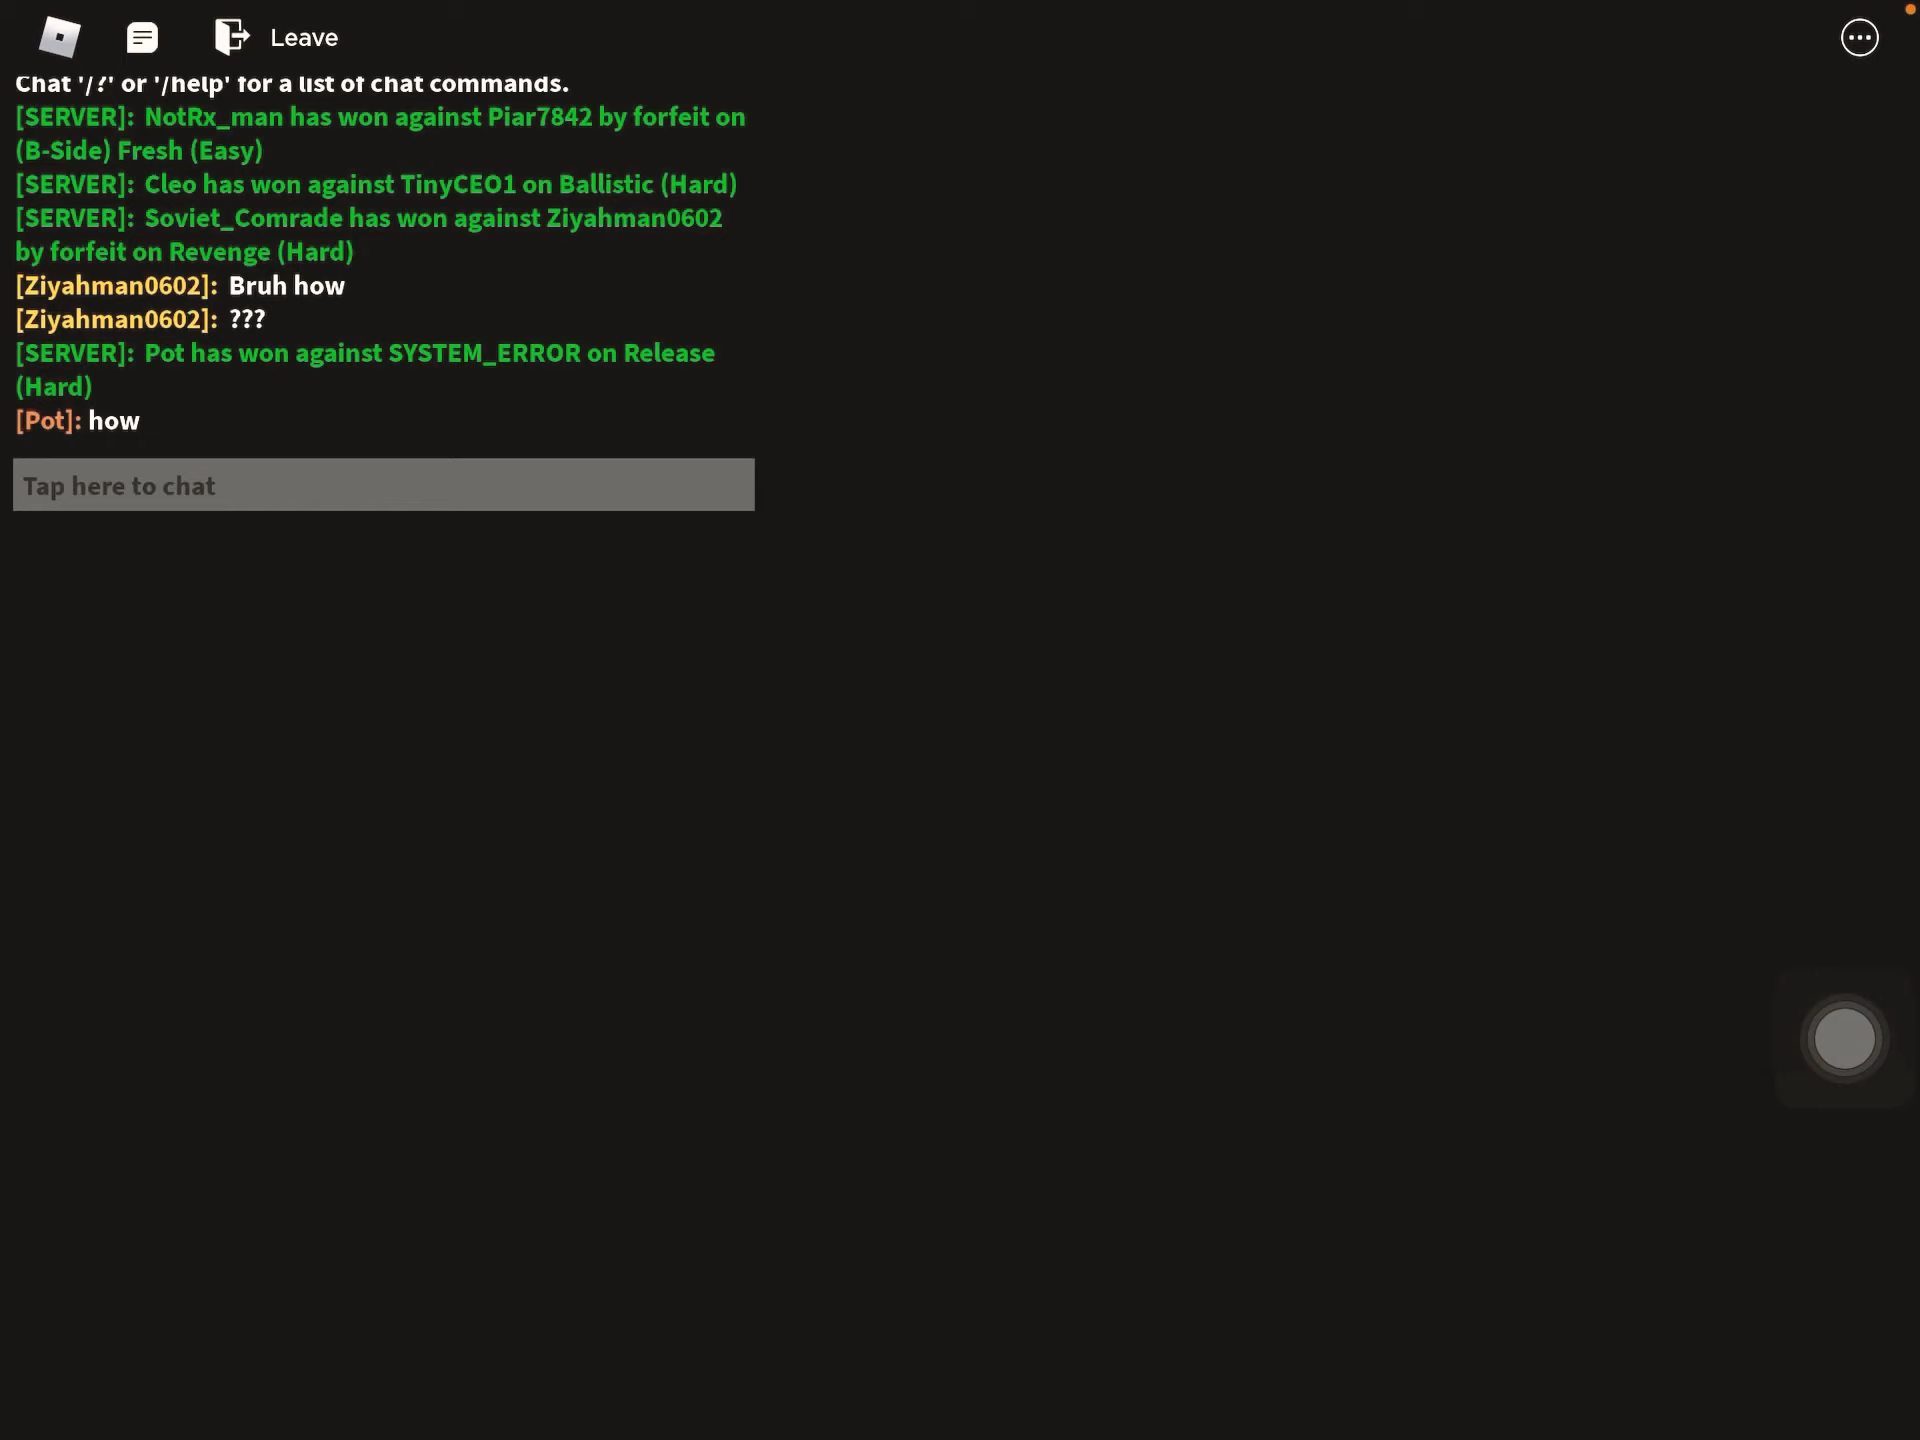 Leave
Chat '/?' or '/help' for a list of chat commands.
[SERVER]: NotRx_man has won against Piar7842 by forfeit on
(B-Side) Fresh (Easy)
[SERVER]: Cleo has won against TinyCEO1 on Ballistic (Hard)
[SERVER]: Soviet_Comrade has won against Ziyahman0602
by forfeit on Revenge (Hard)
[Ziyahman0602]: Bruh how
[Ziyahman0602]: ???
[SERVER]: Pot has won against SYSTEM_ERROR on Release
(Hard)
[Pot]: how
Tap here to chat